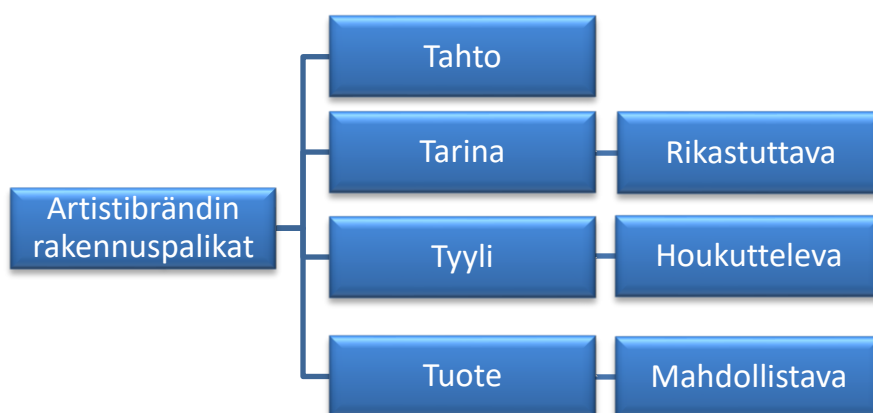 Tahto
Tarina
Rikastuttava
Artistibrändin
rakennuspalikat
Tyyli
Houkutteleva
Tuote
Mahdollistava